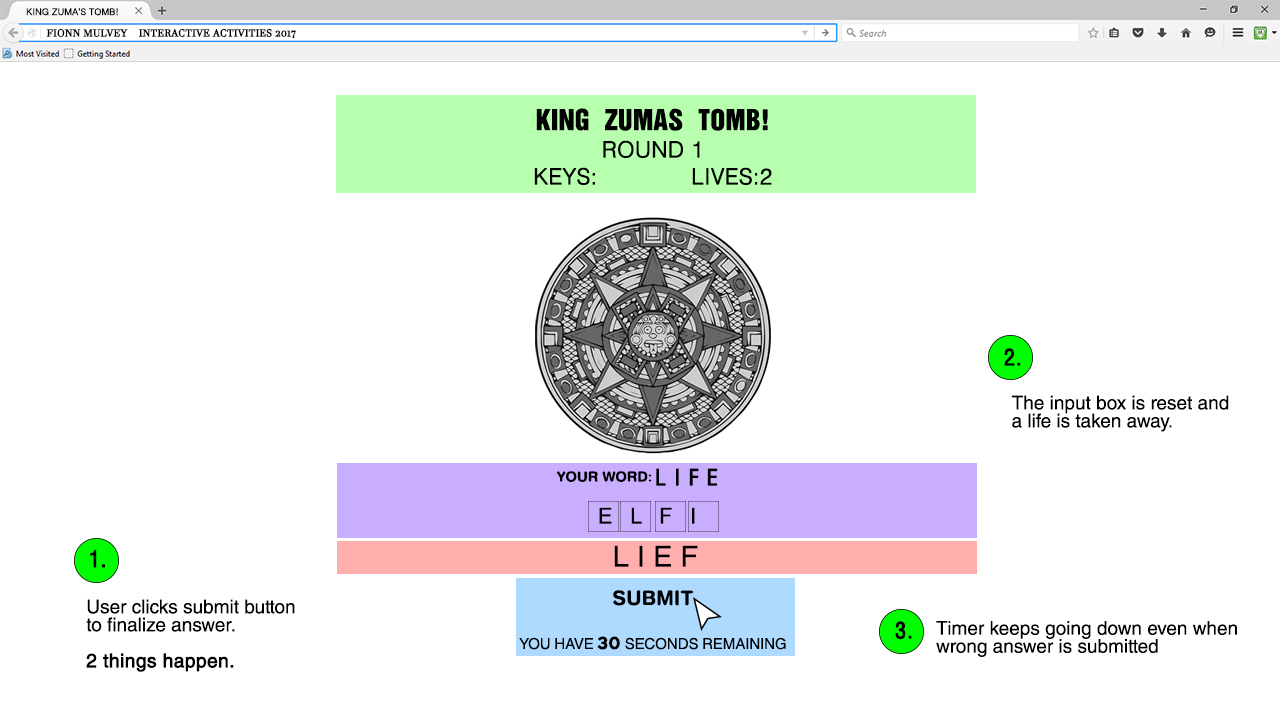 KING ZUMA'S TOMB!
FIONN MULVEY INTERACTIVE ACTIVITIES 2017
Search
Most Visited Getting Started
KING ZUMAS TOMB!
ROUND 1
KEYS: LIVES:2
2.
The input box is reset and
a life is taken away.
YOUR WORD: L I F E
E L F I
L I E F
1.
User clicks submit button
to finalize answer.
2 things happen.
SUBMIT
YOU HAVE 30 SECONDS REMAINING
3.
Timer keeps going down even when
wrong answer is submitted